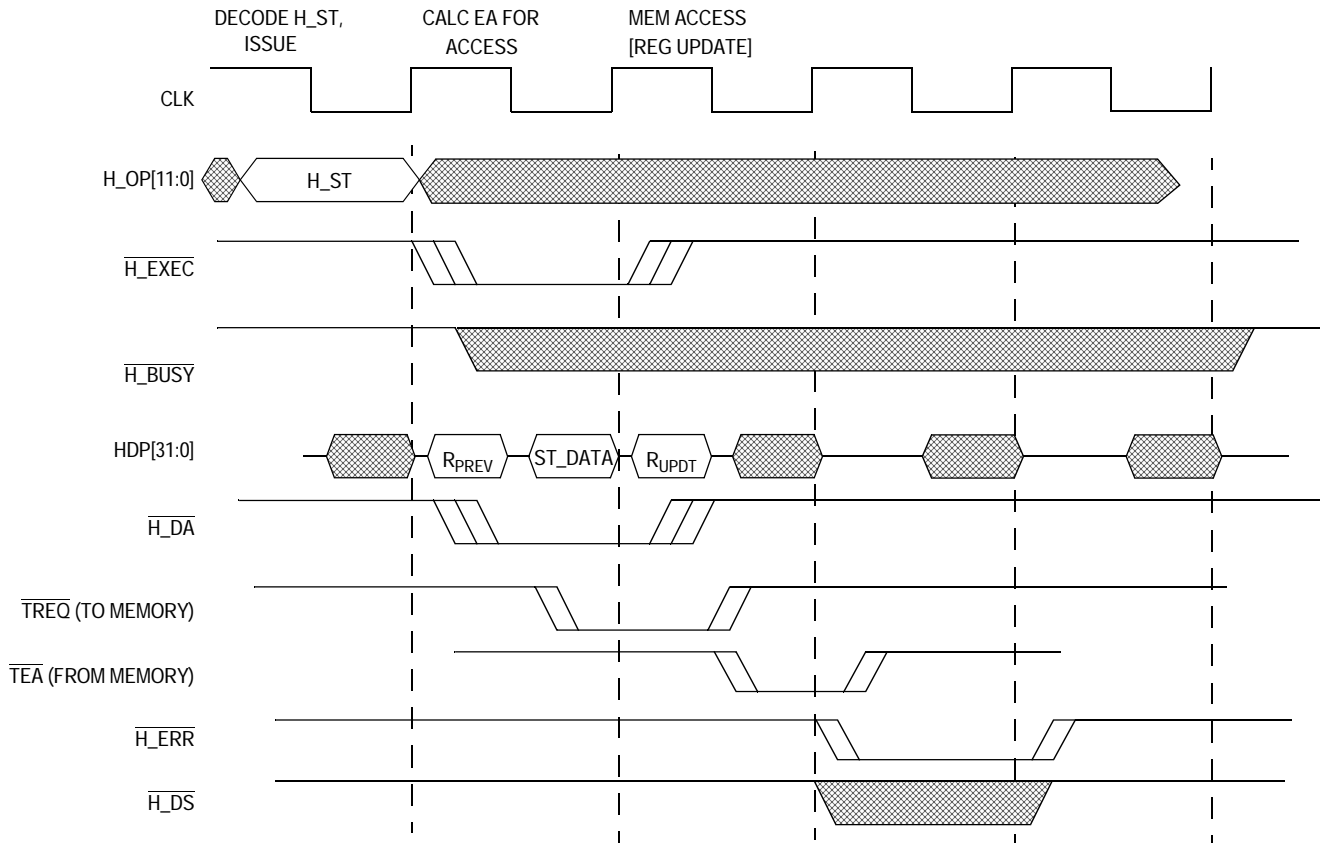 DECODE H_ST,
ISSUE
CALC EA FOR
ACCESS
MEM ACCESS
[REG UPDATE]
CLK
H_OP[11:0]
H_ST
H_EXEC
H_BUSY
HDP[31:0]
RPREV
ST_DATA
RUPDT
H_DA
TREQ (TO MEMORY)
TEA (FROM MEMORY)
H_ERR
H_DS